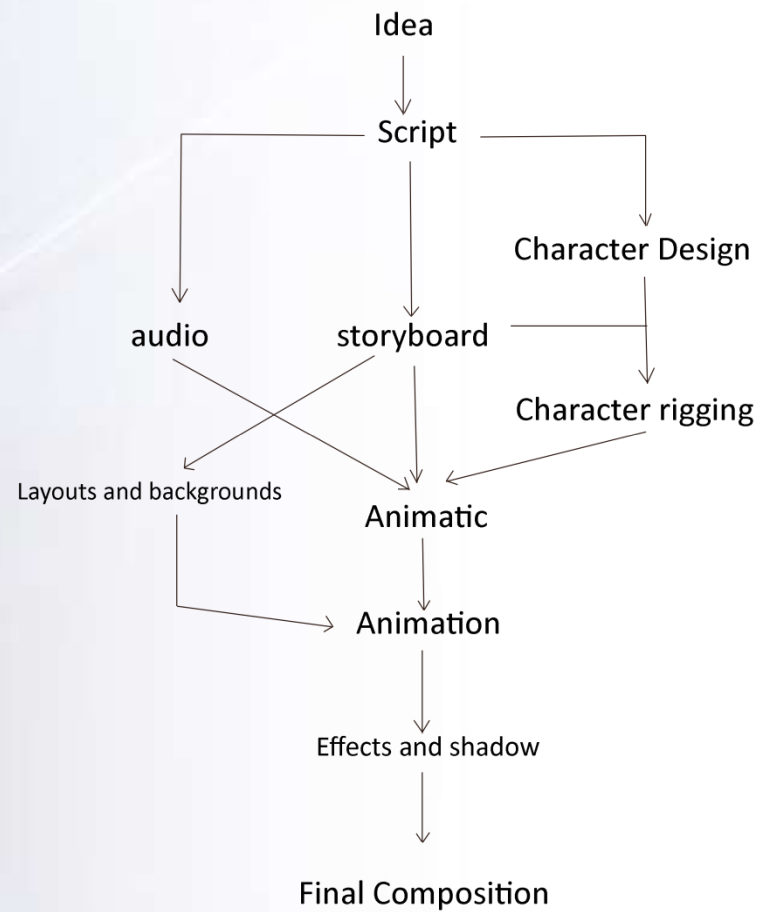 Idea
Script
Character Design
audio
storyboard
Character rigging
Layouts and backgrounds
Animatic
Animation
Effects and shadow
Final Composition